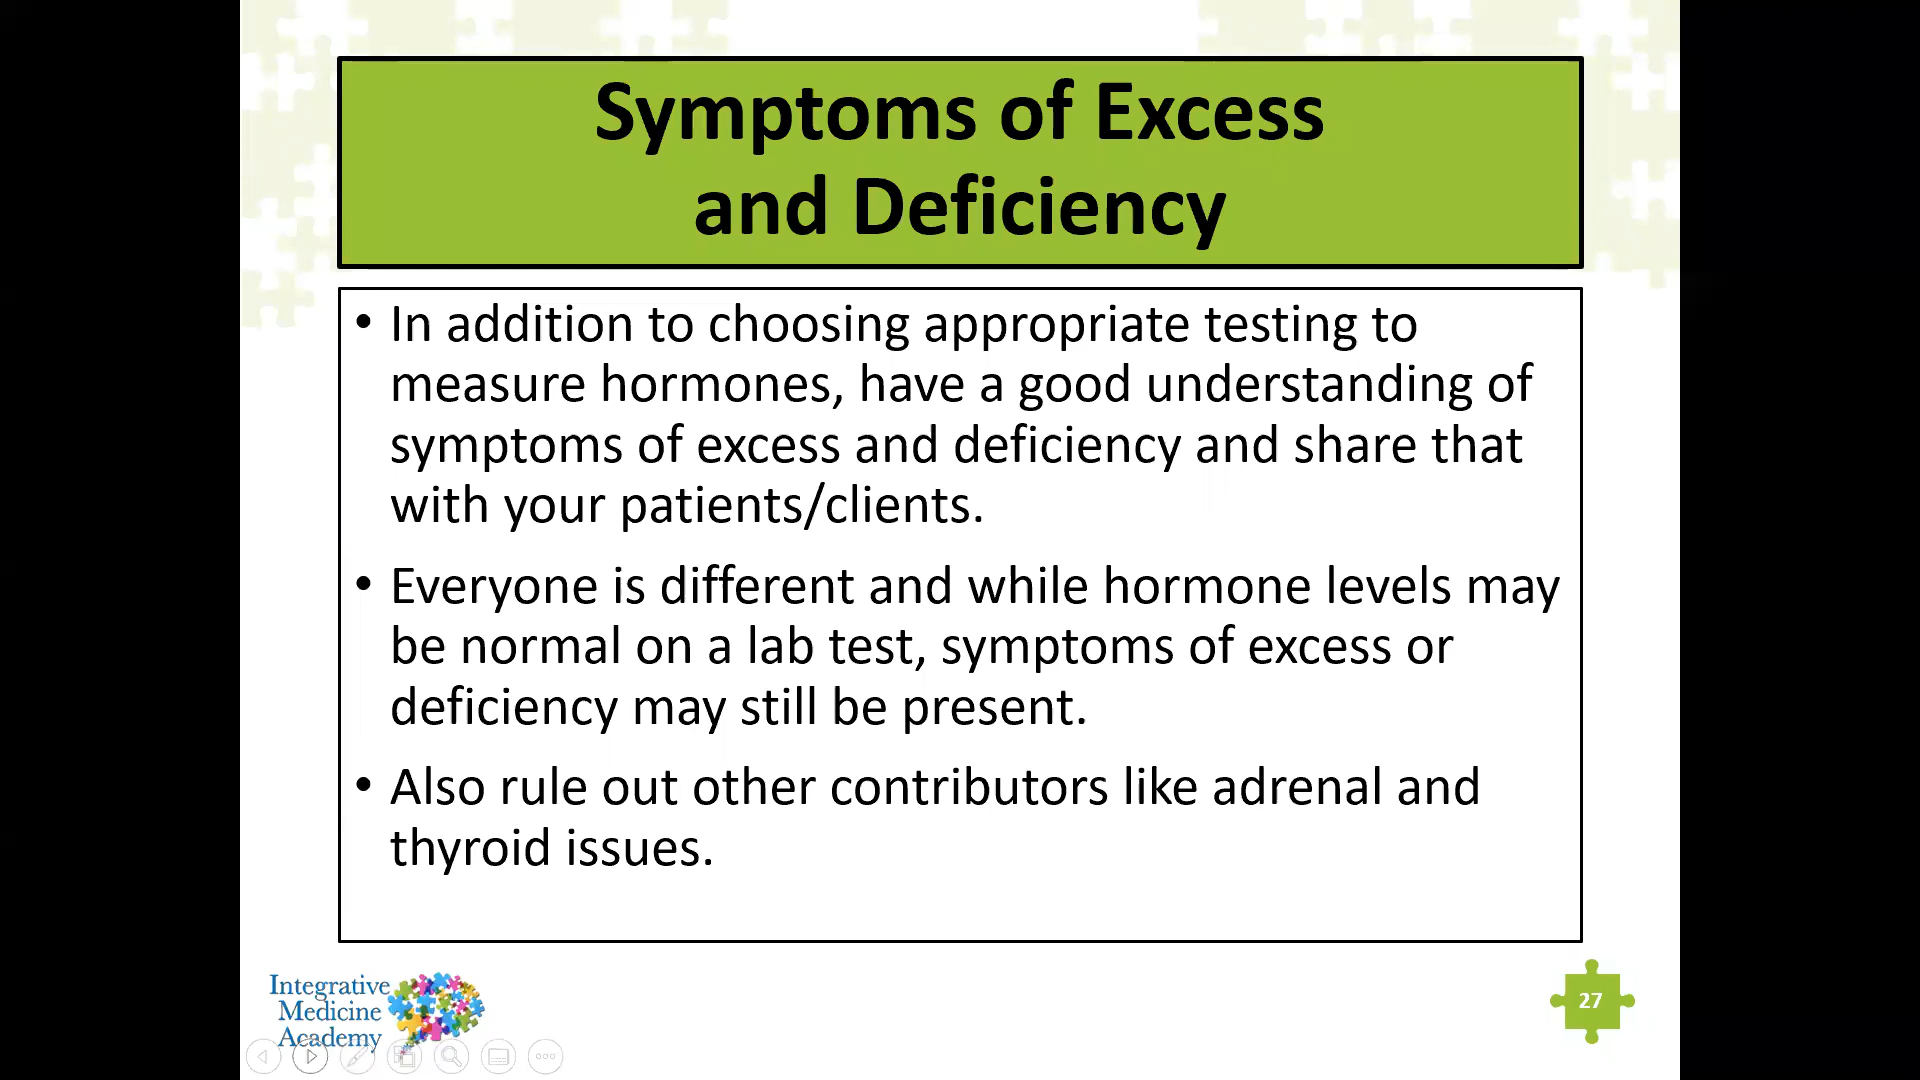 Symptoms of Excess
and Deficiency
• In addition to choosing appropriate testing to
measure hormones, have a good understanding of
symptoms of excess and deficiency and share that
with your patients/clients.
• Everyone is different and while hormone levels may
be normal on a lab test, symptoms of excess or
deficiency may still be present.
• Also rule out other contributors like adrenal and
thyroid issues.
Integrative
Medicine
Academy
27